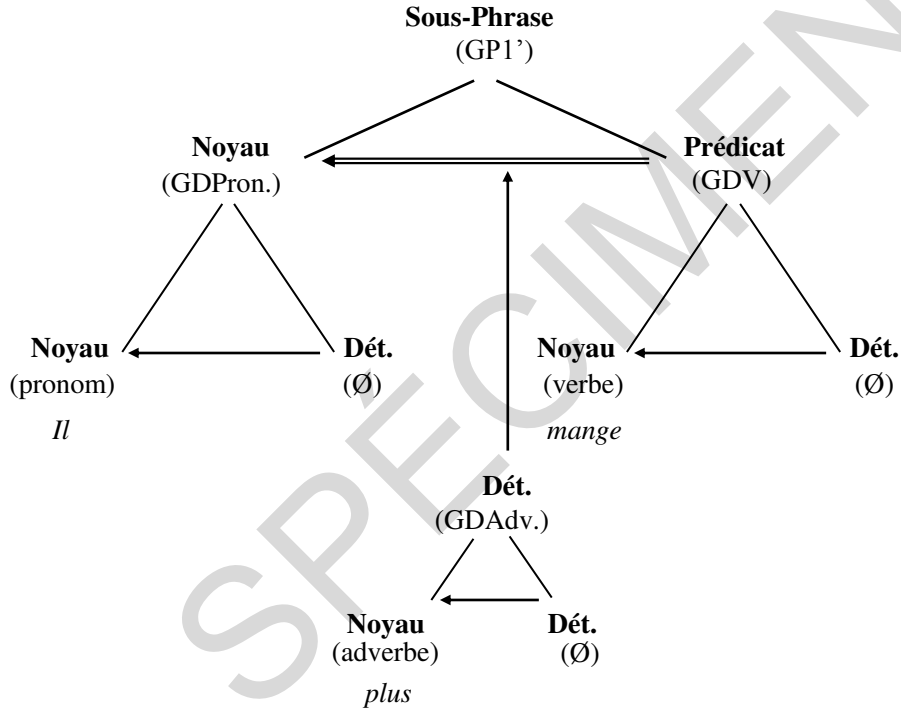 Sous-Phrase
(GP1’)
Noyau
(GDPron.)
Prédicat
(GDV)
Noyau
(pronom)
Il
Dét.
(Ø)
Noyau
(verbe)
mange
Dét.
(Ø)
Dét.
(GDAdv.)
Noyau
(adverbe)
plus
Dét.
(Ø)
SPÉCIMEN